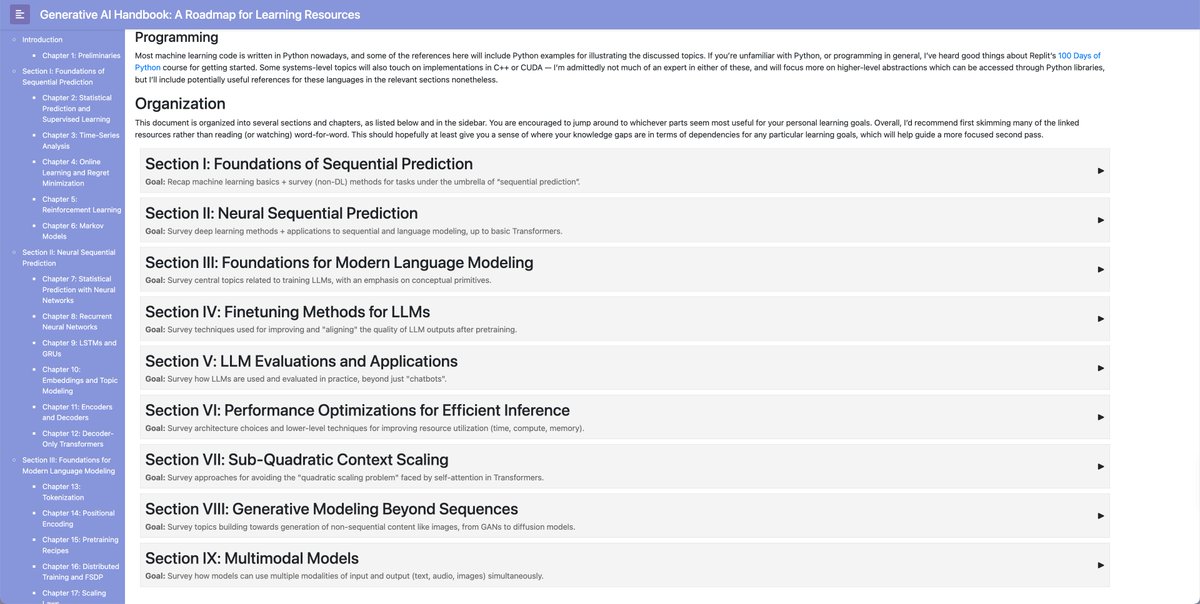 Generative AI Handbook: A Roadmap for Learning Resources
Introduction
Chapter 1: Preliminaries
Section I: Foundations of
Sequential Prediction
Chapter 2: Statistical
Prediction and
Supervised Learning
Chapter 3: Time-Series
Analysis
Chapter 4: Online
Learning and Regret
Minimization
Chapter 5:
Reinforcement Learning
Chapter 6: Markov
Models
Section II: Neural Sequential
Prediction
Chapter 7: Statistical
Prediction with Neural
Networks
Chapter 8: Recurrent
Neural Networks
Chapter 9: LSTMs and
GRUs
Chapter 10:
Embeddings and Topic
Modeling
Chapter 11: Encoders
and Decoders
Chapter 12: Decoder-
Only Transformers
Section III: Foundations for
Modern Language Modeling
Chapter 13:
Tokenization
Chapter 14: Positional
Encoding
Chapter 15: Pretraining
Recipes
Chapter 16: Distributed
Training and FSDP
Chapter 17: Scaling
Programming
Most machine learning code is written in Python nowadays, and some of the references here will include Python examples for illustrating the discussed topics. If you're unfamiliar with Python, or programming in general, I've heard good things about Replit's 100 Days of
Python course for getting started. Some systems-level topics will also touch on implementations in C++ or CUDA — I'm admittedly not much of an expert in either of these, and will focus more on higher-level abstractions which can be accessed through Python libraries,
but I'll include potentially useful references for these languages in the relevant sections nonetheless.
Organization
This document is organized into several sections and chapters, as listed below and in the sidebar. You are encouraged to jump around to whichever parts seem most useful for your personal learning goals. Overall, I'd recommend first skimming many of the linked
resources rather than reading (or watching) word-for-word. This should hopefully at least give you a sense of where your knowledge gaps are in terms of dependencies for any particular learning goals, which will help guide a more focused second pass.
Section I: Foundations of Sequential Prediction
Goal: Recap machine learning basics + survey (non-DL) methods for tasks under the umbrella of "sequential prediction".
Section II: Neural Sequential Prediction
Goal: Survey deep learning methods + applications to sequential and language modeling, up to basic Transformers.
Section III: Foundations for Modern Language Modeling
Goal: Survey central topics related to training LLMs, with an emphasis on conceptual primitives.
Section IV: Finetuning Methods for LLMs
Goal: Survey techniques used for improving and "aligning" the quality of LLM outputs after pretraining.
Section V: LLM Evaluations and Applications
Goal: Survey how LLMs are used and evaluated in practice, beyond just "chatbots".
Section VI: Performance Optimizations for Efficient Inference
Goal: Survey architecture choices and lower-level techniques for improving resource utilization (time, compute, memory).
Section VII: Sub-Quadratic Context Scaling
Goal: Survey approaches for avoiding the "quadratic scaling problem" faced by self-attention in Transformers.
Section VIII: Generative Modeling Beyond Sequences
Goal: Survey topics building towards generation of non-sequential content like images, from GANs to diffusion models.
Section IX: Multimodal Models
Goal: Survey how models can use multiple modalities of input and output (text, audio, images) simultaneously.